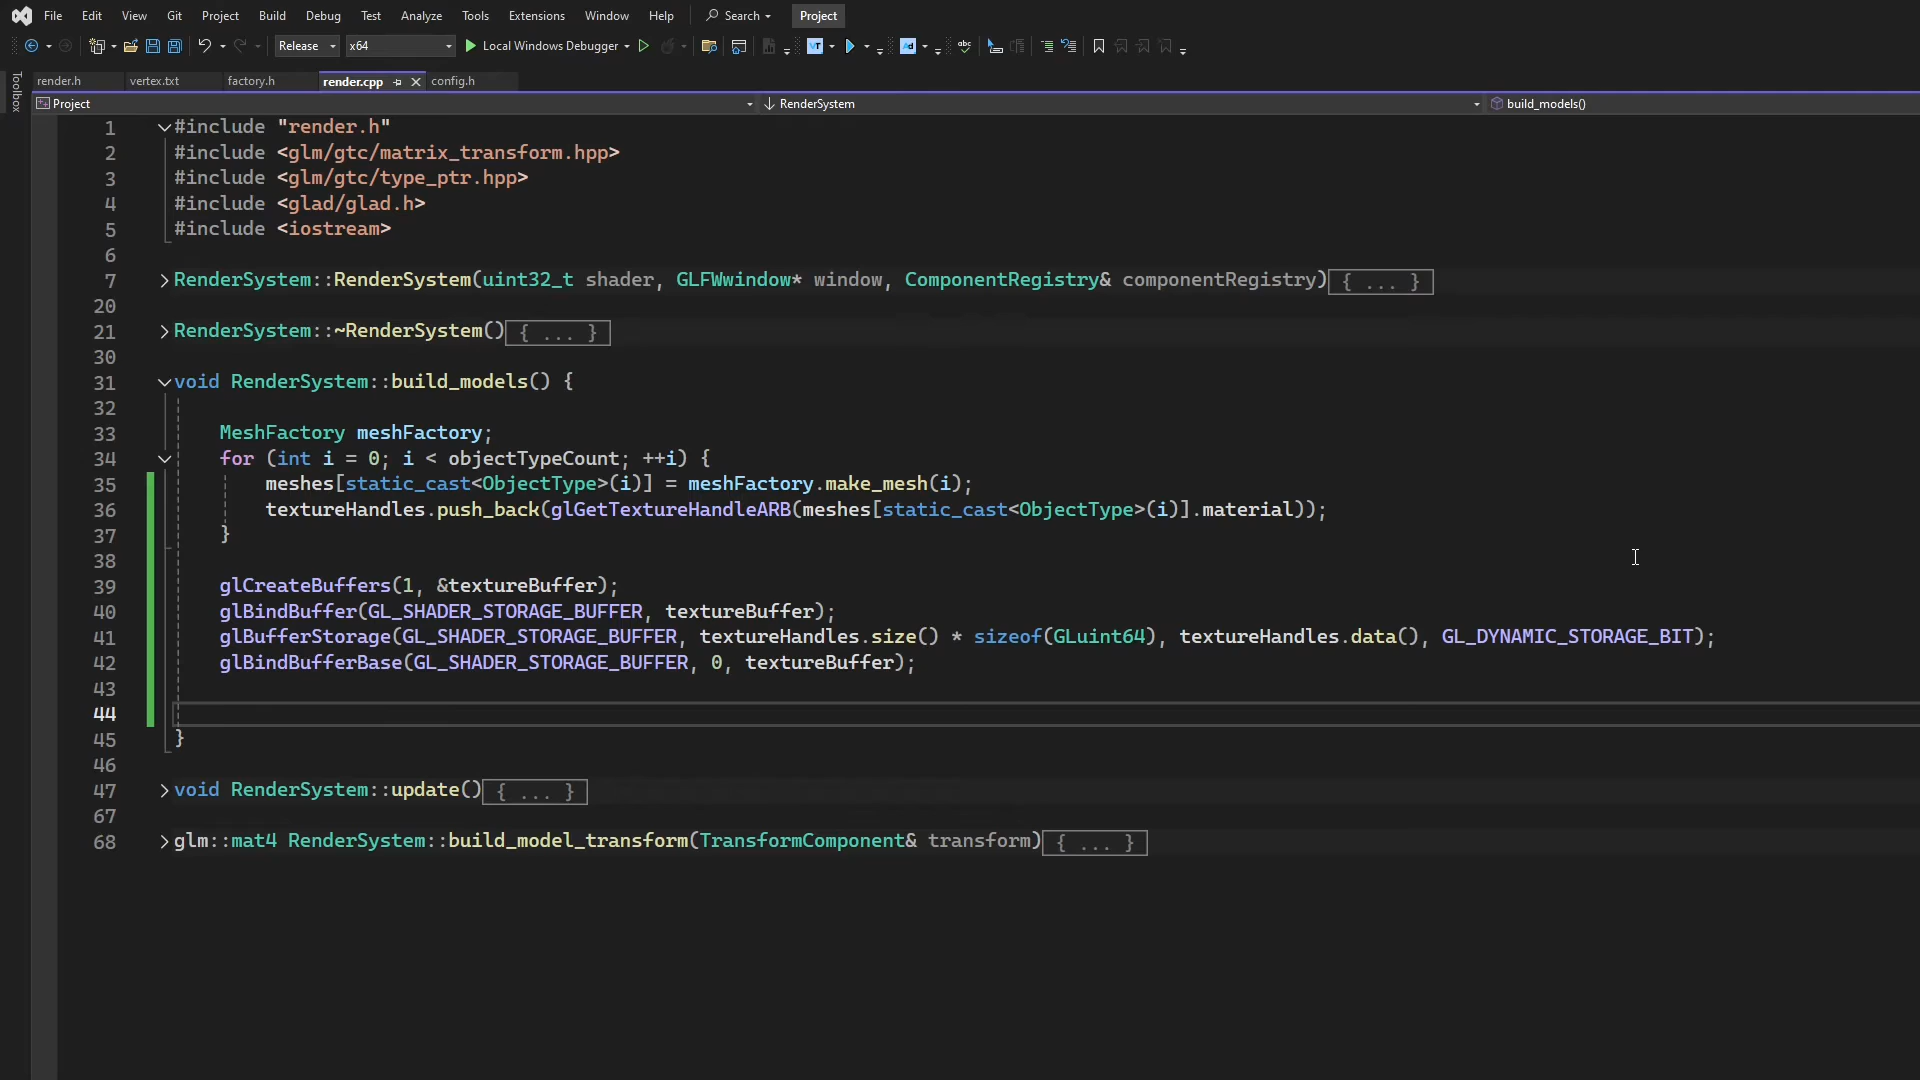 File Edit View Git Project Build Debug Test Analyze Tools Extensions Window Help Search Project
Release x64 Local Windows Debugger
Toolbox
render.h vertex.txt factory.h render.cpp config.h
Project RenderSystem build_models()
1 #include "render.h"
2 #include <glm/gtc/matrix_transform.hpp>
3 #include <glm/gtc/type_ptr.hpp>
4 #include <glad/glad.h>
5 #include <iostream>
6
7 RenderSystem::RenderSystem(uint32_t shader, GLFWwindow* window, ComponentRegistry& componentRegistry){ ... }
20
21 RenderSystem::~RenderSystem(){ ... }
30
31 void RenderSystem::build_models() {
32
33 MeshFactory meshFactory;
34 for (int i = 0; i < objectTypeCount; ++i) {
35 meshes[static_cast<ObjectType>(i)] = meshFactory.make_mesh(i);
36 textureHandles.push_back(glGetTextureHandleARB(meshes[static_cast<ObjectType>(i)].material));
37 }
38
39 glCreateBuffers(1, &textureBuffer);
40 glBindBuffer(GL_SHADER_STORAGE_BUFFER, textureBuffer);
41 glBufferStorage(GL_SHADER_STORAGE_BUFFER, textureHandles.size() * sizeof(GLuint64), textureHandles.data(), GL_DYNAMIC_STORAGE_BIT);
42 glBindBufferBase(GL_SHADER_STORAGE_BUFFER, 0, textureBuffer);
43
44
45 }
46
47 void RenderSystem::update(){ ... }
67
68 glm::mat4 RenderSystem::build_model_transform(TransformComponent& transform){ ... }